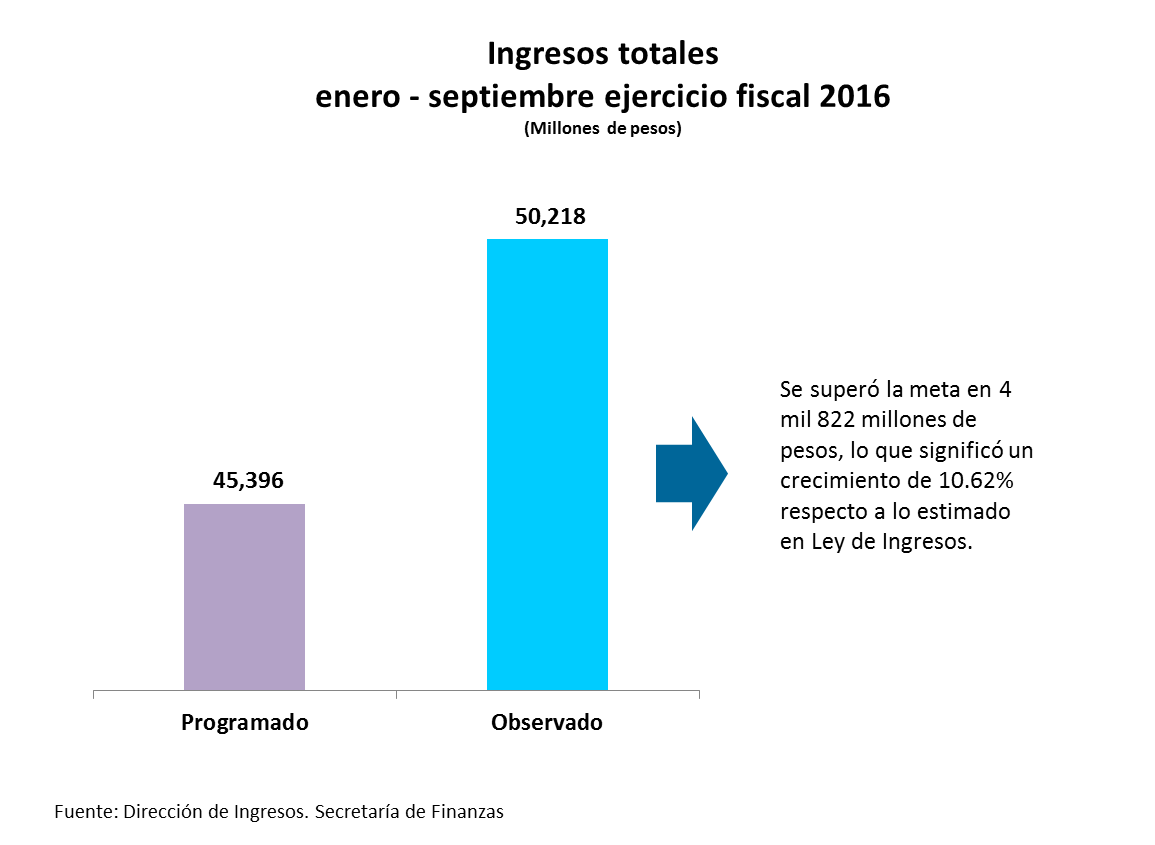 Ingresos totales
enero - septiembre ejercicio fiscal 2016
(Millones de pesos)
50,218
45,396
Se superó la meta en 4
mil 822 millones de
pesos, lo que significó un
crecimiento de 10.62%
respecto a lo estimado
en Ley de Ingresos.
Programado
Observado
Fuente: Dirección de Ingresos. Secretaría de Finanzas